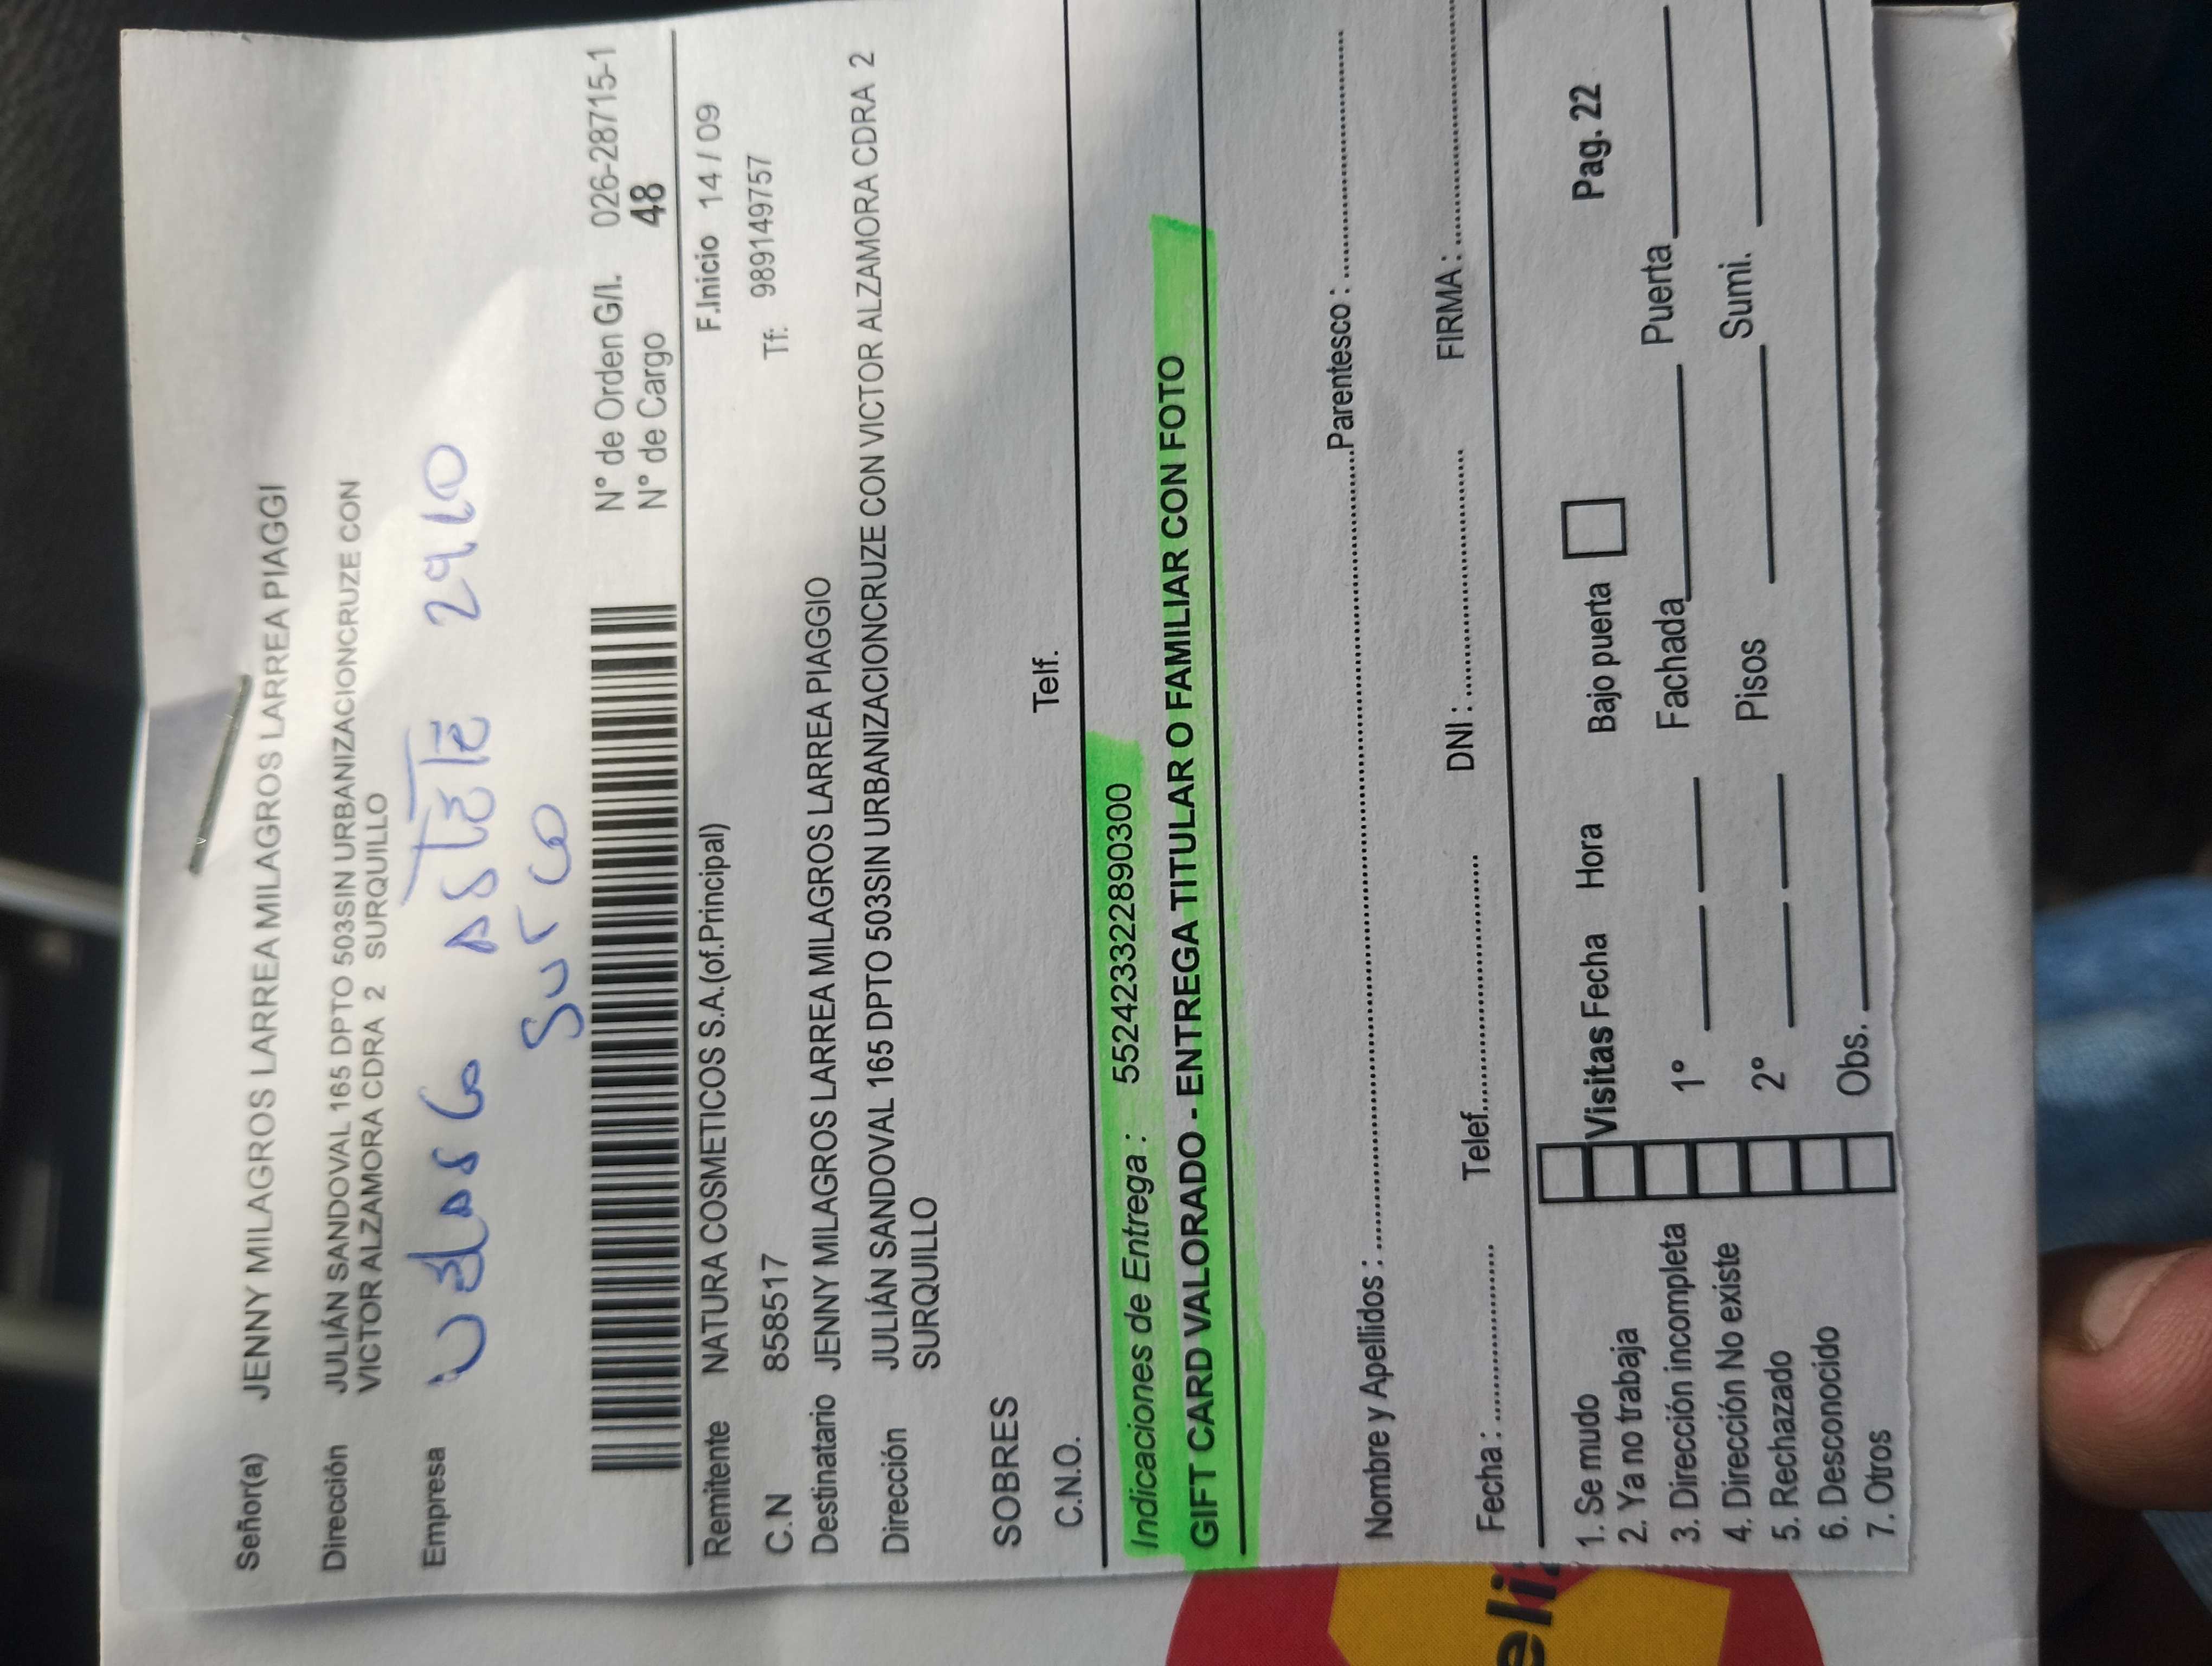 Señor(a) JENNY MILAGROS LARREA MILAGROS LARREA PIAGGI
Dirección JULIÁN SANDOVAL 165 DPTO 503SIN URBANIZACIONCRUZE CON
VICTOR ALZAMORA CDRA 2 SURQUILLO
Empresa
Velasco Astete 2910
Surco
N° de Orden G/I. 026-28715-1
N° de Cargo 48
Remitente NATURA COSMETICOS S.A.(of.Principal) F.Inicio 14 / 09
C.N 858517 Tf: 989149757
Destinatario JENNY MILAGROS LARREA MILAGROS LARREA PIAGGIO
Dirección JULIÁN SANDOVAL 165 DPTO 503SIN URBANIZACIONCRUZE CON VICTOR ALZAMORA CDRA 2
SURQUILLO
SOBRES
C.N.O. Telf.
Indicaciones de Entrega : 5524233228903​00
GIFT CARD VALORADO - ENTREGA TITULAR O FAMILIAR CON FOTO
Nombre y Apellidos : Parentesco :
Fecha : Telef. DNI : FIRMA :
1. Se mudo
2. Ya no trabaja
3. Dirección incompleta
4. Dirección No existe
5. Rechazado
6. Desconocido
7. Otros
Visitas Fecha Hora Bajo puerta Pag. 22
1° Fachada Puerta
2° Pisos Sumi.
Obs.